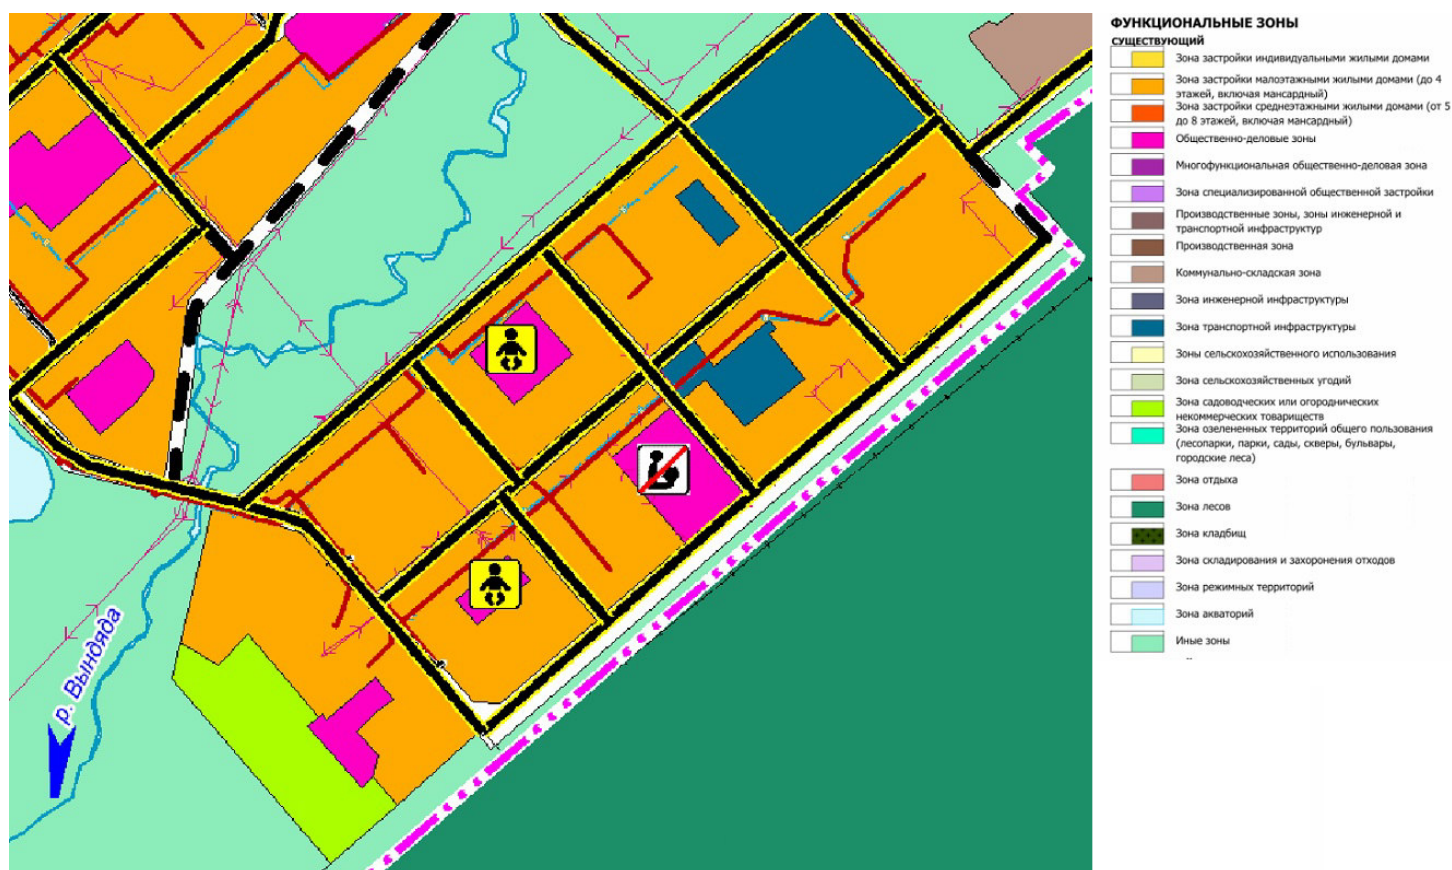 ФУНКЦИОНАЛЬНЫЕ ЗОНЫ
СУЩЕСТВУЮЩИЙ
Зона застройки индивидуальными жилыми домами
Зона застройки малоэтажными жилыми домами (до 4
этажей, включая мансардный)
Зона застройки среднеэтажными жилыми домами (от 5
до 8 этажей, включая мансардный)
Общественно-деловые зоны
Многофункциональная общественно-деловая зона
Зона специализированной общественной застройки
Производственные зоны, зоны инженерной и
транспортной инфраструктур
Производственная зона
Коммунально-складская зона
Зона инженерной инфраструктуры
Зона транспортной инфраструктуры
Зоны сельскохозяйственного использования
Зона сельскохозяйственных угодий
Зона садоводческих или огороднических
некоммерческих товариществ
Зона озелененных территорий общего пользования
(лесопарки, парки, сады, скверы, бульвары,
городские леса)
Зона отдыха
Зона лесов
Зона кладбищ
Зона складирования и захоронения отходов
Зона режимных территорий
Зона акваторий
Иные зоны
р. Вындяда